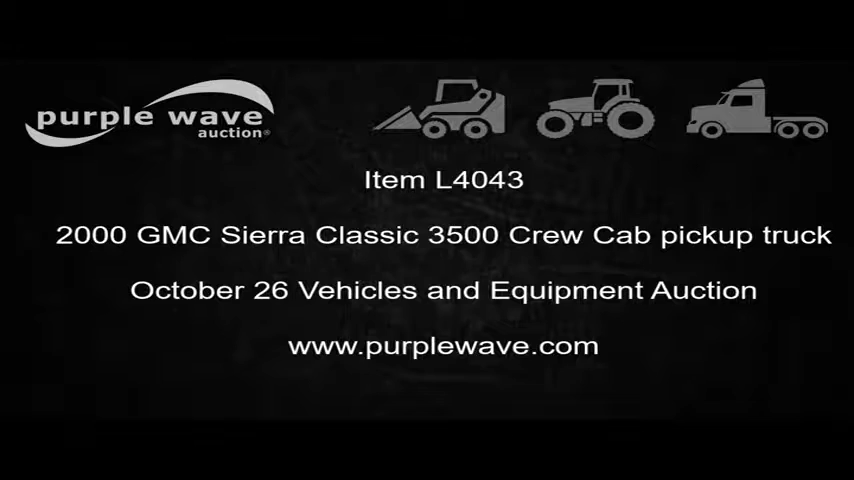 purple wave
auction®
Item L4043
2000 GMC Sierra Classic 3500 Crew Cab pickup truck
October 26 Vehicles and Equipment Auction
www.purplewave.com